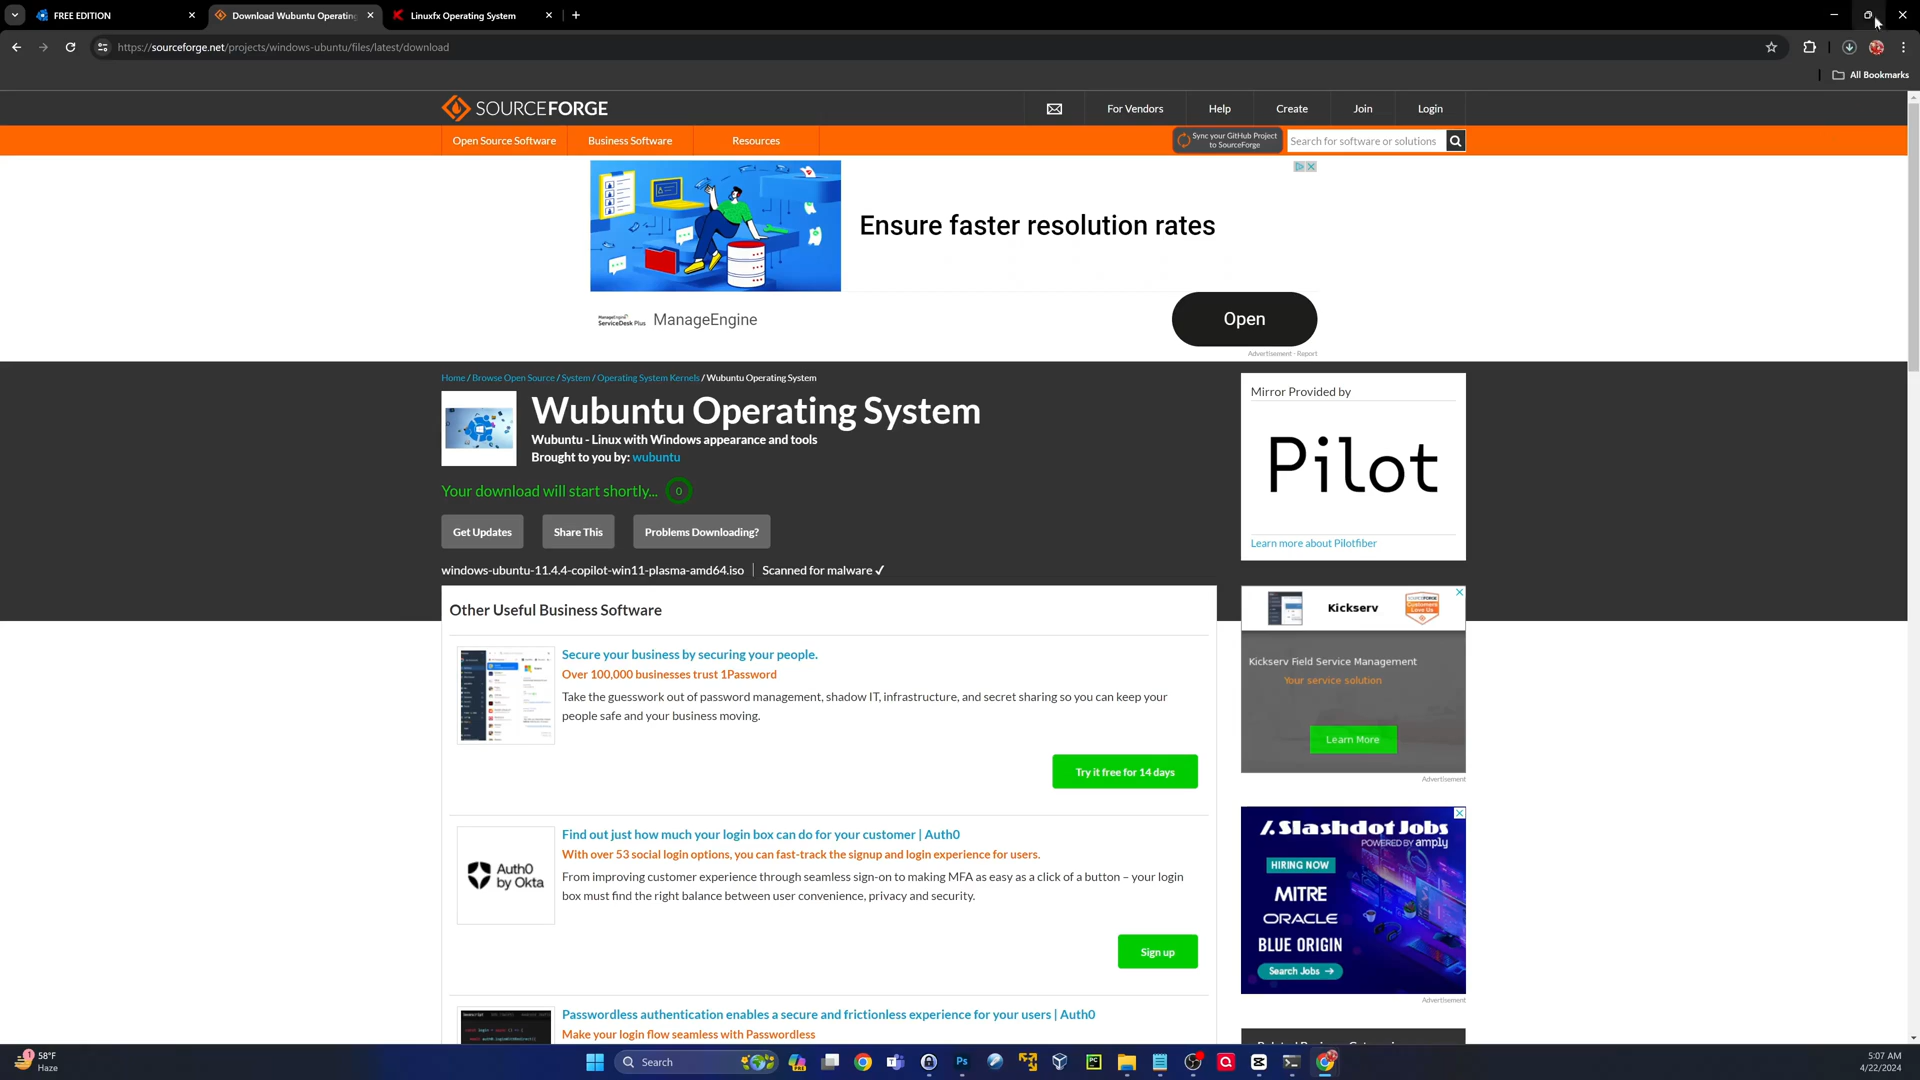 FREE EDITION
Download Wubuntu Operating
Linuxfx Operating System
https://sourceforge.net/projects/windows-ubuntu/files/latest/download
All Bookmarks
SOURCEFORGE
For Vendors
Help
Create
Join
Login
Open Source Software
Business Software
Resources
Sync your GitHub Project
to SourceForge
Search for software or solutions
Ensure faster resolution rates
ManageEngine
ServiceDesk Plus
ManageEngine
Open
Advertisement - Report
Home / Browse Open Source / System / Operating System Kernels / Wubuntu Operating System
Wubuntu Operating System
Wubuntu - Linux with Windows appearance and tools
Brought to you by: wubuntu
Your download will start shortly... 0
Get Updates
Share This
Problems Downloading?
windows-ubuntu-11.4.4-copilot-win11-plasma-amd64.iso
Scanned for malware ✓
Mirror Provided by
Pilot
Learn more about Pilotfiber
Other Useful Business Software
Secure your business by securing your people.
Over 100,000 businesses trust 1Password
Take the guesswork out of password management, shadow IT, infrastructure, and secret sharing so you can keep your
people safe and your business moving.
Try it free for 14 days
Auth0
by Okta
Find out just how much your login box can do for your customer | Auth0
With over 53 social login options, you can fast-track the signup and login experience for users.
From improving customer experience through seamless sign-on to making MFA as easy as a click of a button – your login
box must find the right balance between user convenience, privacy and security.
Sign up
Passwordless authentication enables a secure and frictionless experience for your users | Auth0
Make your login flow seamless with Passwordless
Kickserv
Kickserv Field Service Management
Your service solution
Learn More
Advertisement
Slashdot Jobs
POWERED BY amply
HIRING NOW
MITRE
ORACLE
BLUE ORIGIN
Search Jobs →
Advertisement
1
58°F
Haze
Search
5:07 AM
4/22/2024